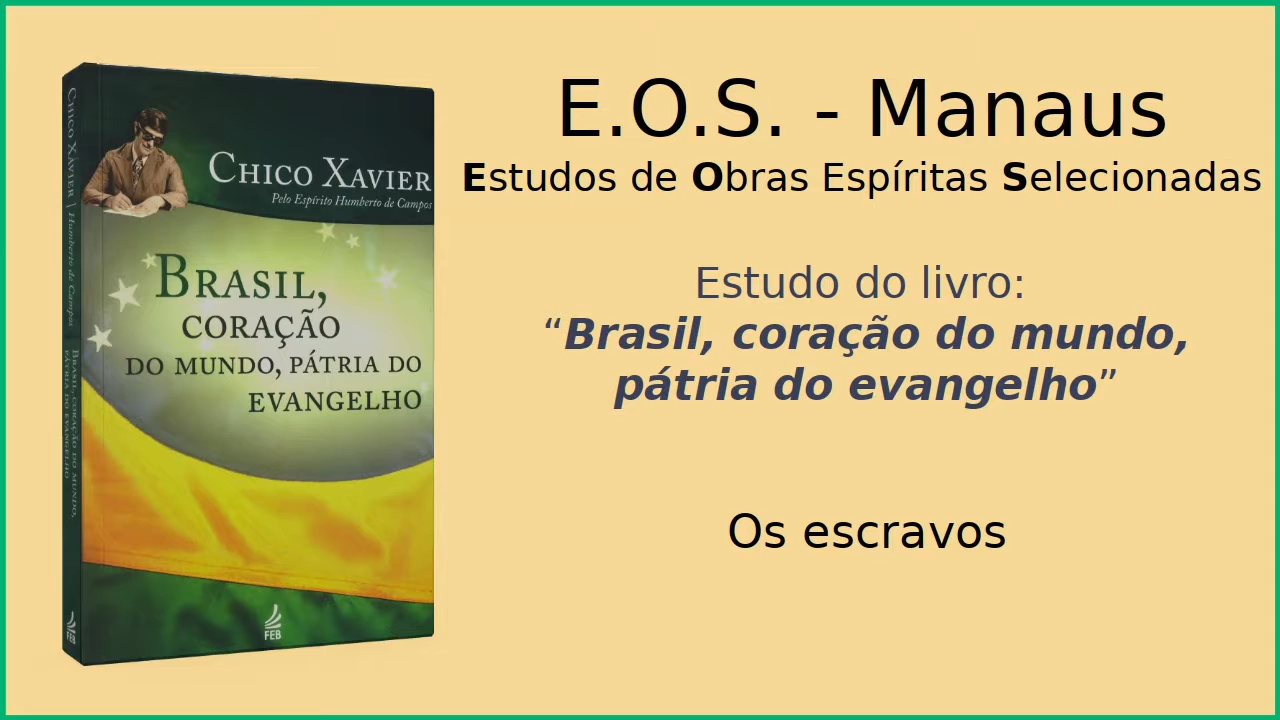 CHICO XAVIER
Pelo Espírito Humberto de Campos
BRASIL,
CORAÇÃO
DO MUNDO, PÁTRIA DO
EVANGELHO
FEB
CHICO XAVIER | Humberto de Campos
BRASIL, CORAÇÃO DO MUNDO,
PÁTRIA DO EVANGELHO
FEB
E.O.S. - Manaus
Estudos de Obras Espíritas Selecionadas
Estudo do livro:
“Brasil, coração do mundo,
pátria do evangelho”
Os escravos